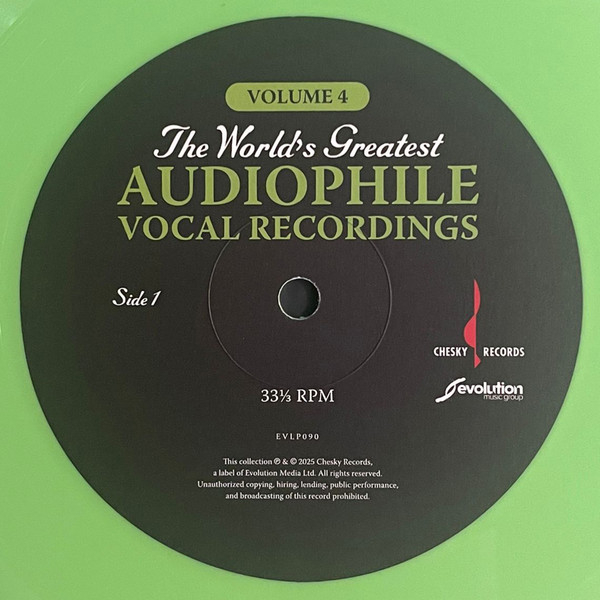 VOLUME 4
The World's Greatest
AUDIOPHILE
VOCAL RECORDINGS
Side 1
CHESKY RECORDS
evolution
music group
33⅓ RPM
EVLP090
This collection ℗ & © 2025 Chesky Records,
a label of Evolution Media Ltd. All rights reserved.
Unauthorized copying, hiring, lending, public performance,
and broadcasting of this record prohibited.